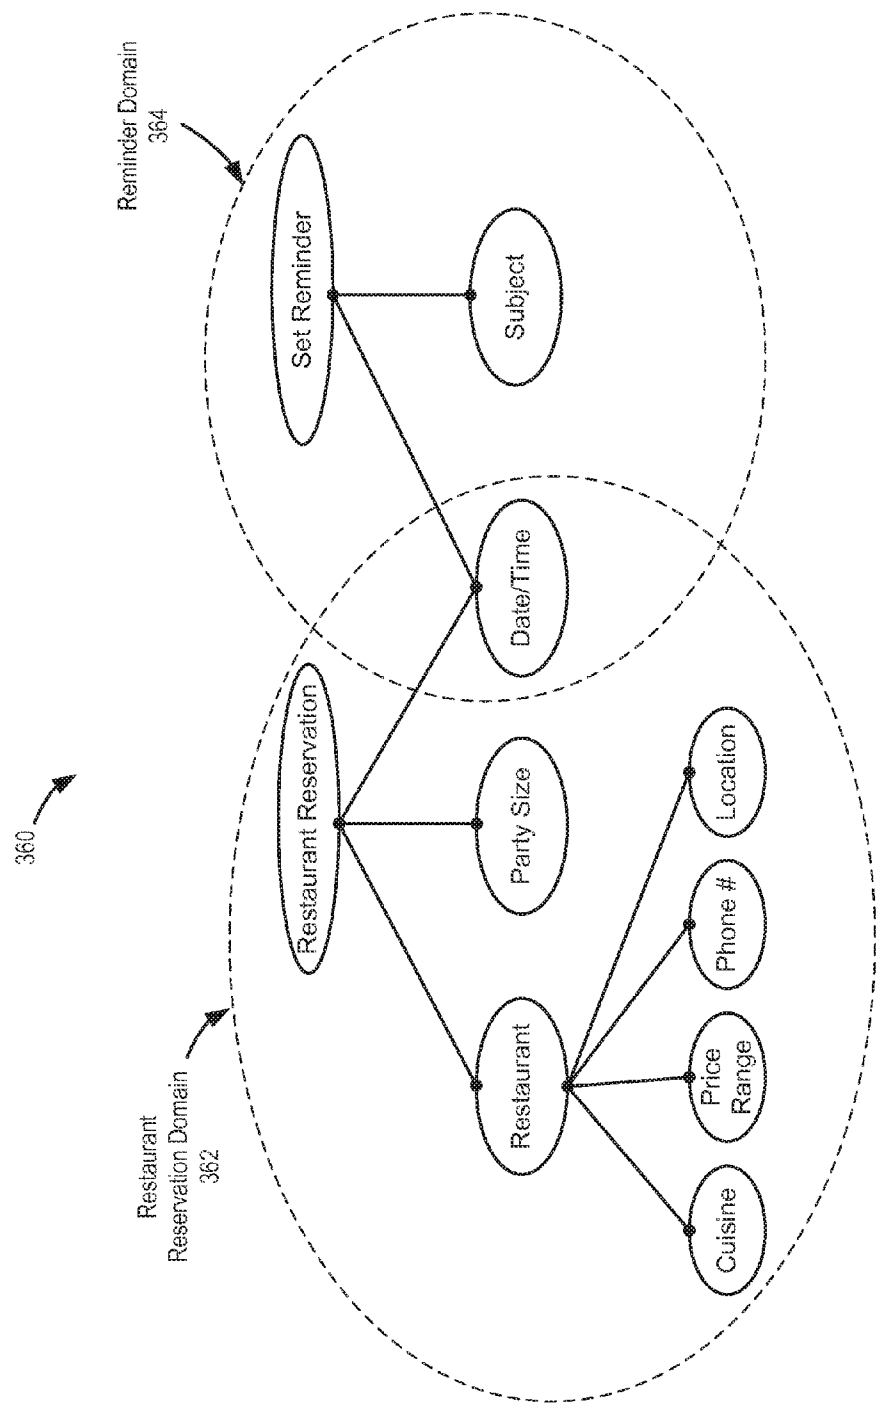 360
Restaurant
Reservation Domain
362
Reminder Domain
364
Restaurant Reservation
Set Reminder
Restaurant
Party Size
Date/Time
Subject
Cuisine
Price
Range
Phone #
Location